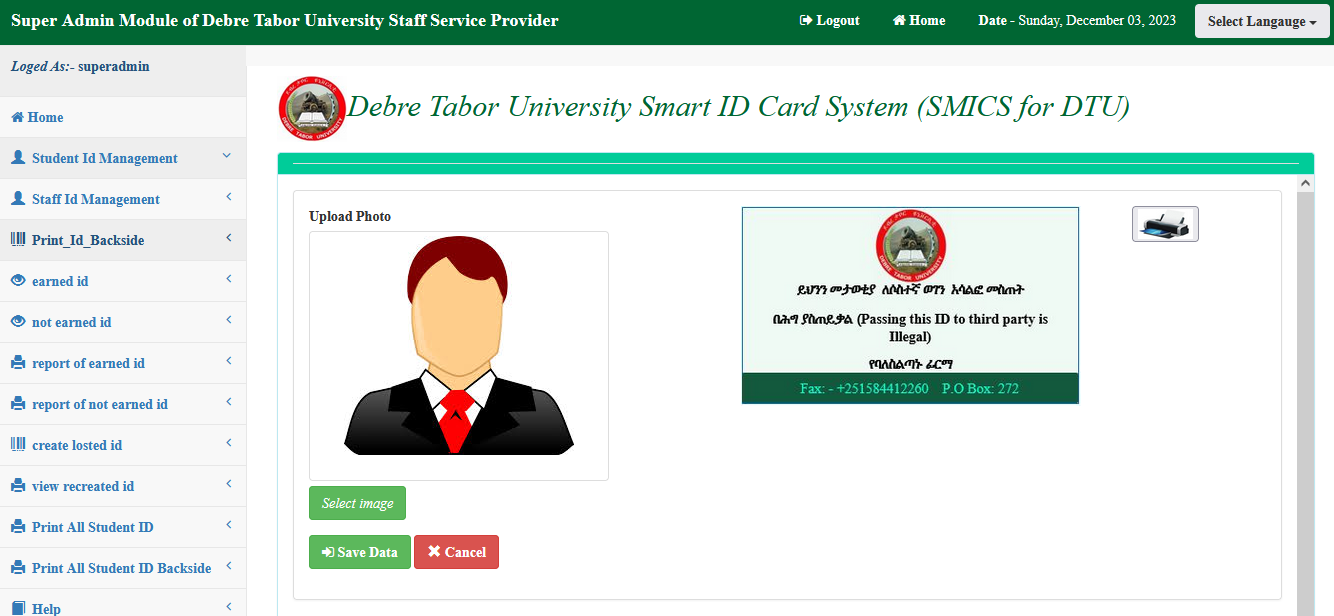 Super Admin Module of Debre Tabor University Staff Service Provider
Logout
Home
Date - Sunday, December 03, 2023
Select Langauge
Loged As:- superadmin
Home
Student Id Management
Staff Id Management
Print_Id_Backside
earned id
not earned id
report of earned id
report of not earned id
create losted id
view recreated id
Print All Student ID
Print All Student ID Backside
Help
Debre Tabor University Smart ID Card System (SMICS for DTU)
Upload Photo
Select image
Save Data
Cancel
DEBRE TABOR UNIVERSITY
ይህንን መታወቂያ ለሶስተኛ ወገን አሳልፎ መስጠት
በሕግ ያስጠይቃል (Passing this ID to third party is
Illegal)
የባለስልጣኑ ፊርማ
Fax: - +251584412260 P.O Box: 272